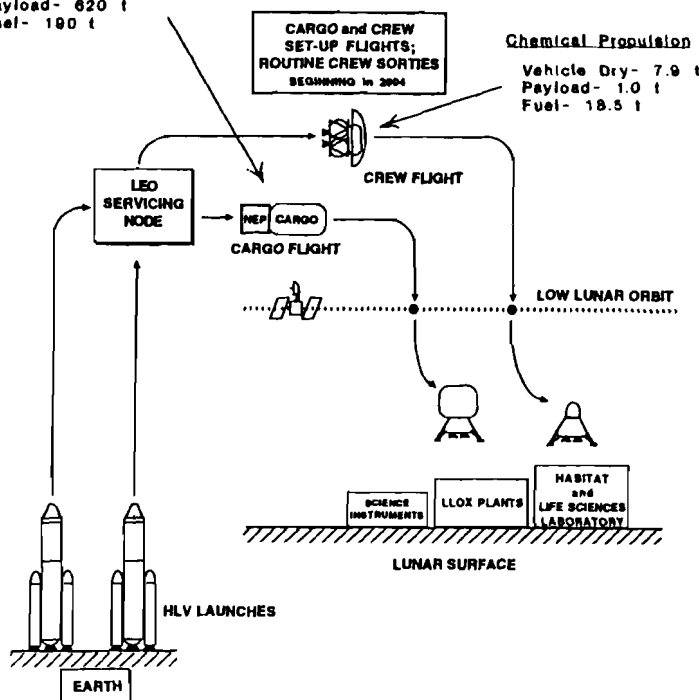 ayload- 620 t
uel- 190 t
CARGO and CREW
SET-UP FLIGHTS;
ROUTINE CREW SORTIES
BEGINNING in 2004
Chemical Propulsion
Vehicle Dry- 7.9 t
Payload- 1.0 t
Fuel- 18.5 t
LEO
SERVICING
NODE
CREW FLIGHT
NEP
CARGO
CARGO FLIGHT
LOW LUNAR ORBIT
SCIENCE
INSTRUMENTS
LLOX PLANTS
HABITAT
and
LIFE SCIENCES
LABORATORY
LUNAR SURFACE
HLV LAUNCHES
EARTH